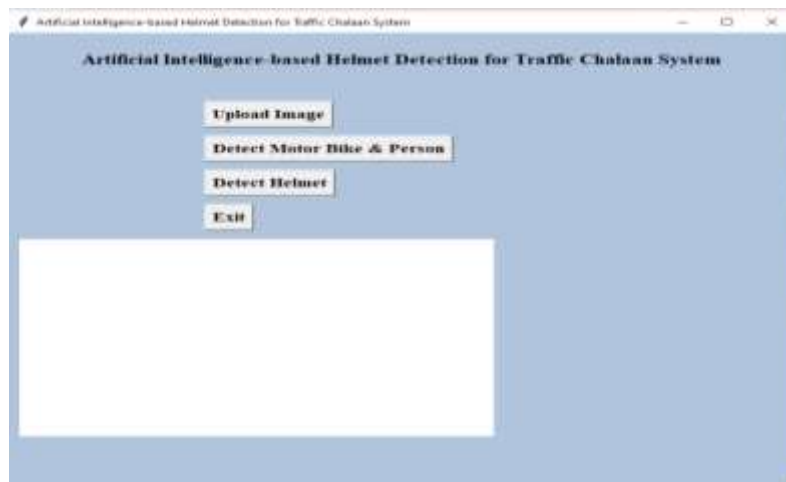 Artificial Intelligence-based Helmet Detection for Traffic Chalaan System
Artificial Intelligence-based Helmet Detection for Traffic Chalaan System
Upload Image
Detect Motor Bike & Person
Detect Helmet
Exit